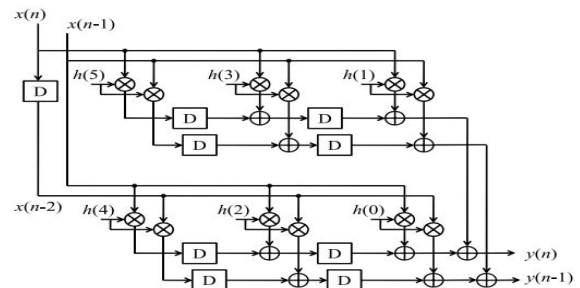 x(n) x(n-1)
h(5) h(3) h(1)
D
D D
D D
x(n-2) h(4) h(2) h(0)
D D y(n)
D D y(n-1)